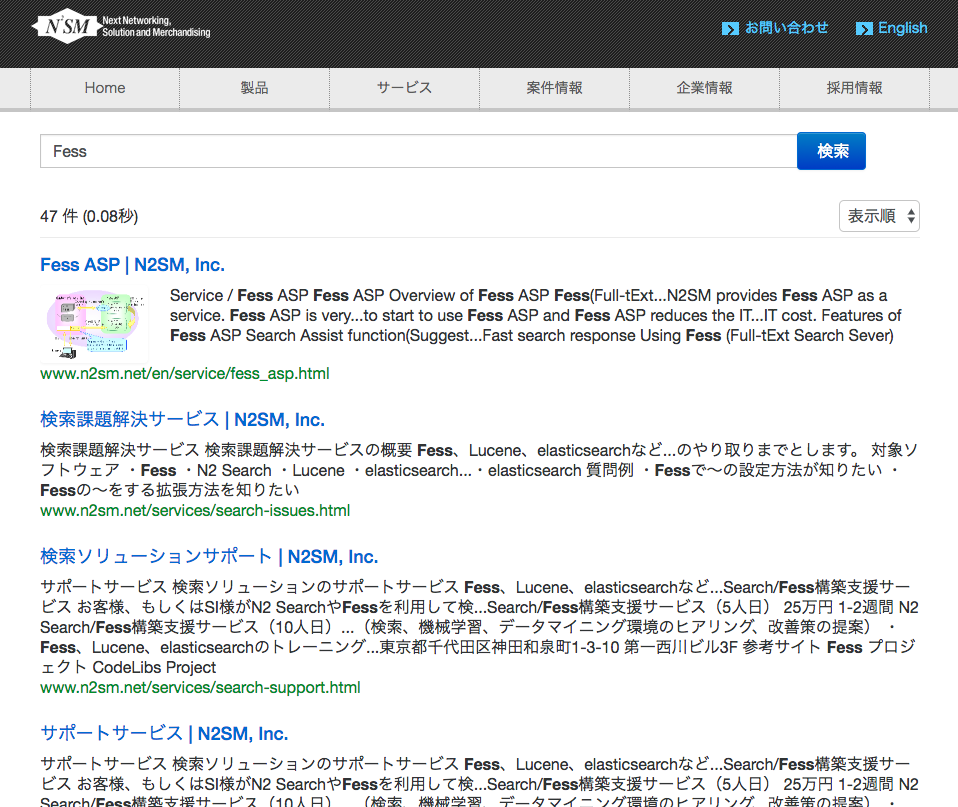 N2SM Next Networking,
Solution and Merchandising
お問い合わせ English
Home 製品 サービス 案件情報 企業情報 採用情報
Fess 検索
47 件 (0.08秒) 表示順
Fess ASP | N2SM, Inc.
Service / Fess ASP Fess ASP Overview of Fess ASP Fess(Full-tExt...N2SM provides Fess ASP as a
service. Fess ASP is very...to start to use Fess ASP and Fess ASP reduces the IT...IT cost. Features of
Fess ASP Search Assist function(Suggest...Fast search response Using Fess (Full-tExt Search Sever)
www.n2sm.net/en/service/fess_asp.html
検索課題解決サービス | N2SM, Inc.
検索課題解決サービス 検索課題解決サービスの概要 Fess、Lucene、elasticsearchなど...のやり取りまでとします。 対象ソ
フトウェア ・Fess ・N2 Search ・Lucene ・elasticsearch...・elasticsearch 質問例 ・Fessで〜の設定方法が知りたい ・
Fessの〜をする拡張方法を知りたい
www.n2sm.net/services/search-issues.html
検索ソリューションサポート | N2SM, Inc.
サポートサービス 検索ソリューションのサポートサービス Fess、Lucene、elasticsearchなど...Search/Fess構築支援サー
ビス お客様、もしくはSI様がN2 SearchやFessを利用して検...Search/Fess構築支援サービス（5人日） 25万円 1-2週間 N2
Search/Fess構築支援サービス（10人日）...（検索、機械学習、データマイニング環境のヒアリング、改善策の提案） ・
Fess、Lucene、elasticsearchのトレーニング...東京都千代田区神田和泉町1-3-10 第一西川ビル3F 参考サイト Fess プロジ
ェクト CodeLibs Project
www.n2sm.net/services/search-support.html
サポートサービス | N2SM, Inc.
サポートサービス 検索ソリューションのサポートサービス Fess、Lucene、elasticsearchなど...Search/Fess構築支援サー
ビス お客様、もしくはSI様がN2 SearchやFessを利用して検...Search/Fess構築支援サービス（5人日） 25万円 1-2週間 N2
Search/Fess構築支援サービス（10人日）...（検索、機械学習、データマイニング環境のヒアリング、改善策の提案） ・